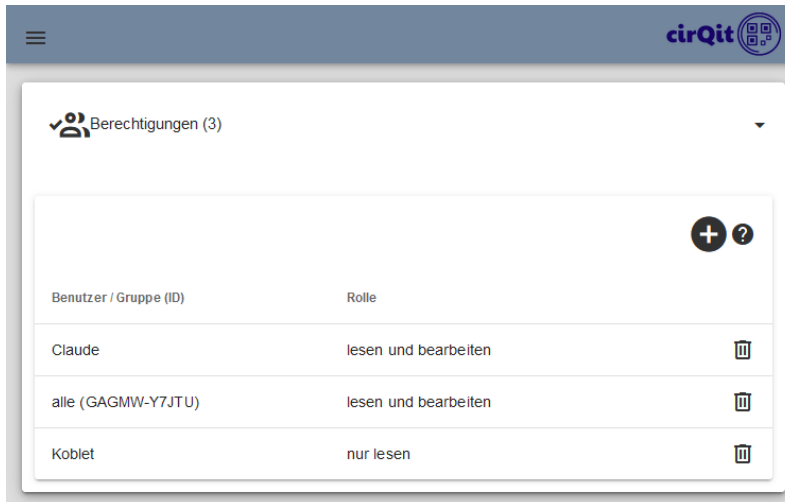 cirQit
Berechtigungen (3)
Benutzer / Gruppe (ID) Rolle
Claude lesen und bearbeiten
alle (GAGMW-Y7JTU) lesen und bearbeiten
Koblet nur lesen